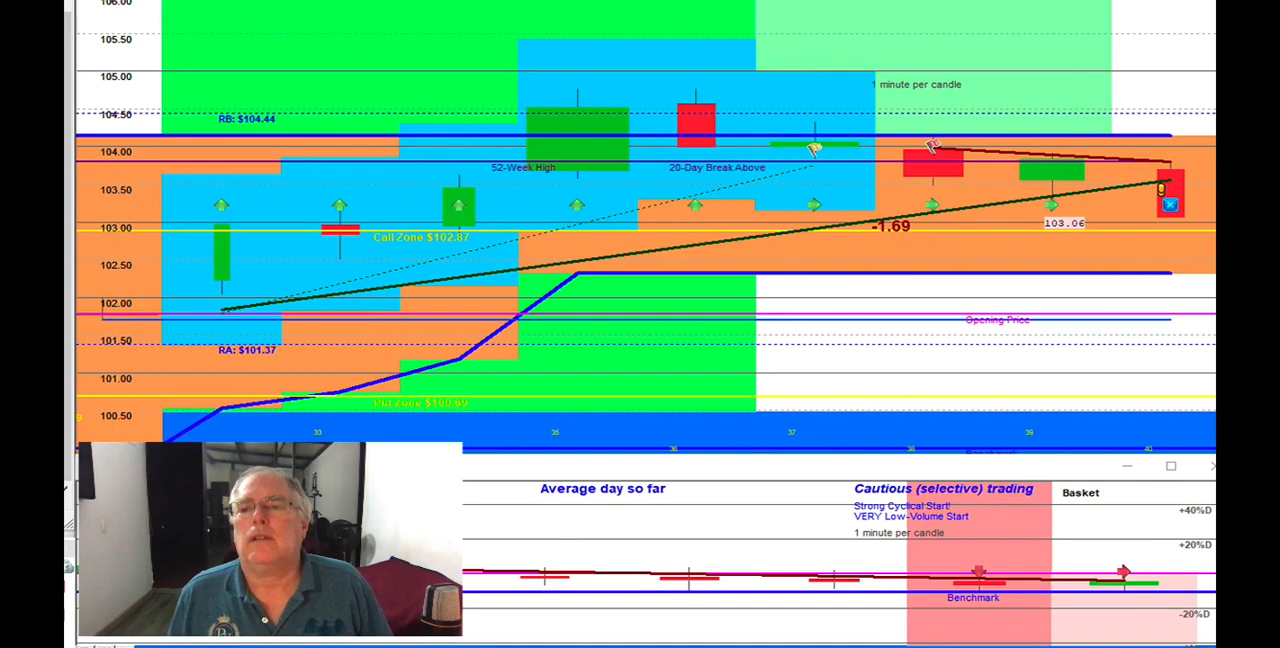 106.00
105.50
105.00
1 minute per candle
104.50
RB: $104.44
104.00
52-Week High
20-Day Break Above
103.50
103.00
-1.69
103.06
Call Zone $102.87
102.50
102.00
Opening Price
101.50
RA: $101.37
101.00
Put Zone $100.69
100.50
9
33
35
36
37
38
39
40
Benchmark
Average day so far
Cautious (selective) trading
Basket
Strong Cyclical Start!
VERY Low-Volume Start
+40%D
1 minute per candle
+20%D
Benchmark
-20%D